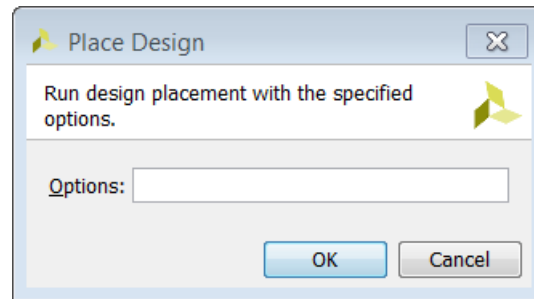 Place Design
Run design placement with the specified
options.
Options:
OK
Cancel